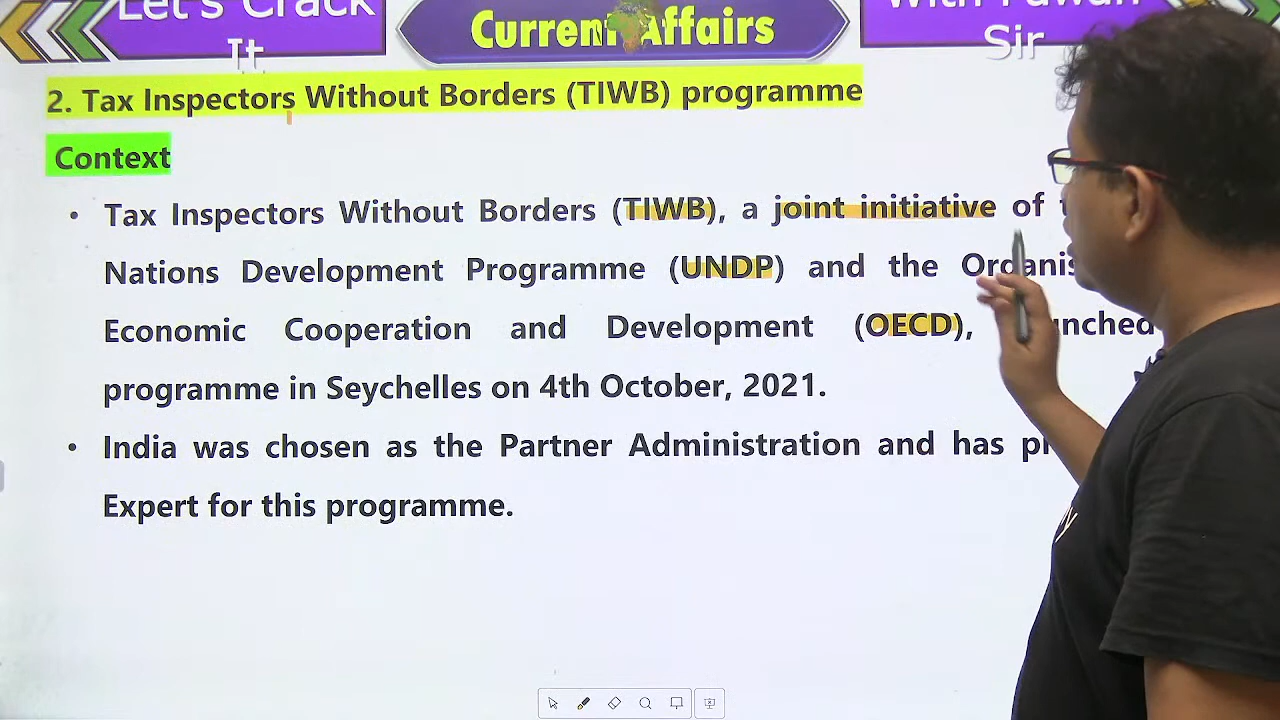 Let's Crack It
Current Affairs
With Pawan Sir
2. Tax Inspectors Without Borders (TIWB) programme
Context
• Tax Inspectors Without Borders (TIWB), a joint initiative of
Nations Development Programme (UNDP) and the
Economic Cooperation and Development (OECD),
programme in Seychelles on 4th October, 2021.
• India was chosen as the Partner Administration and has
Expert for this programme.